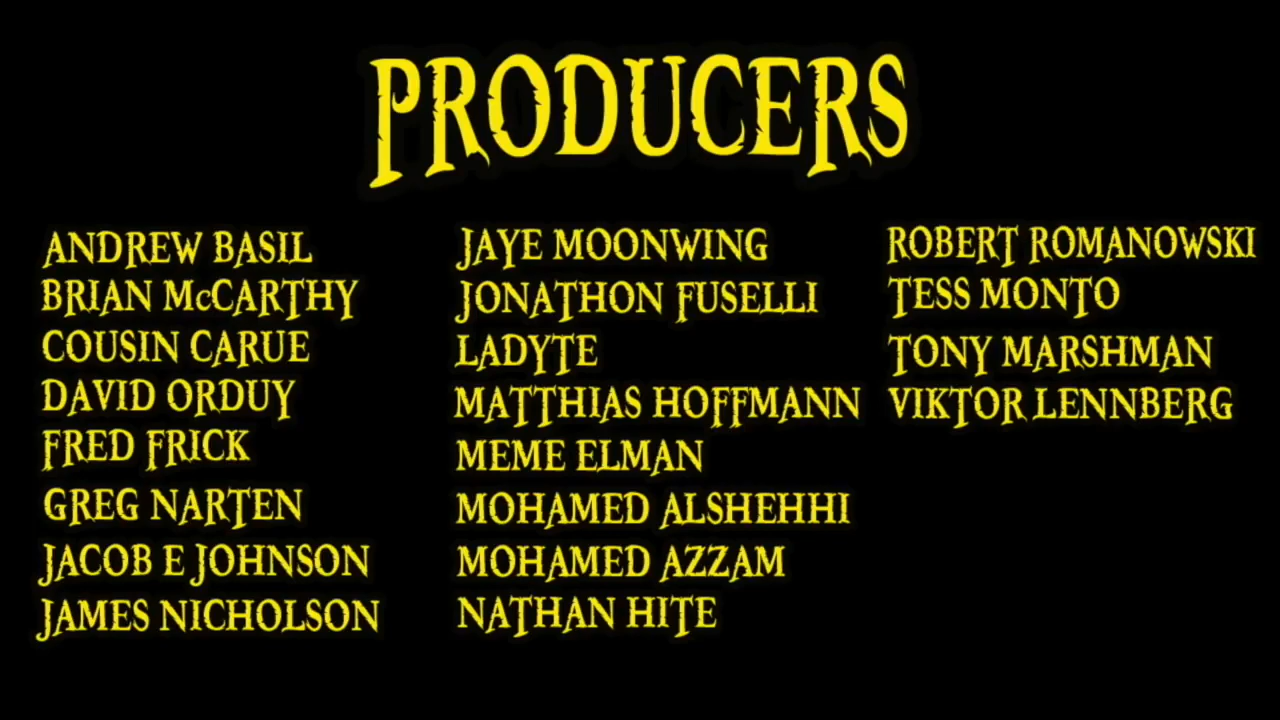 PRODUCERS
ANDREW BASIL
BRIAN McCARTHY
COUSIN CARUE
DAVID ORDUY
FRED FRICK
GREG NARTEN
JACOB E JOHNSON
JAMES NICHOLSON
JAYE MOONWING
JONATHON FUSELLI
LADYTE
MATTHIAS HOFFMANN
MEME ELMAN
MOHAMED ALSHEHHI
MOHAMED AZZAM
NATHAN HITE
ROBERT ROMANOWSKI
TESS MONTO
TONY MARSHMAN
VIKTOR LENNBERG